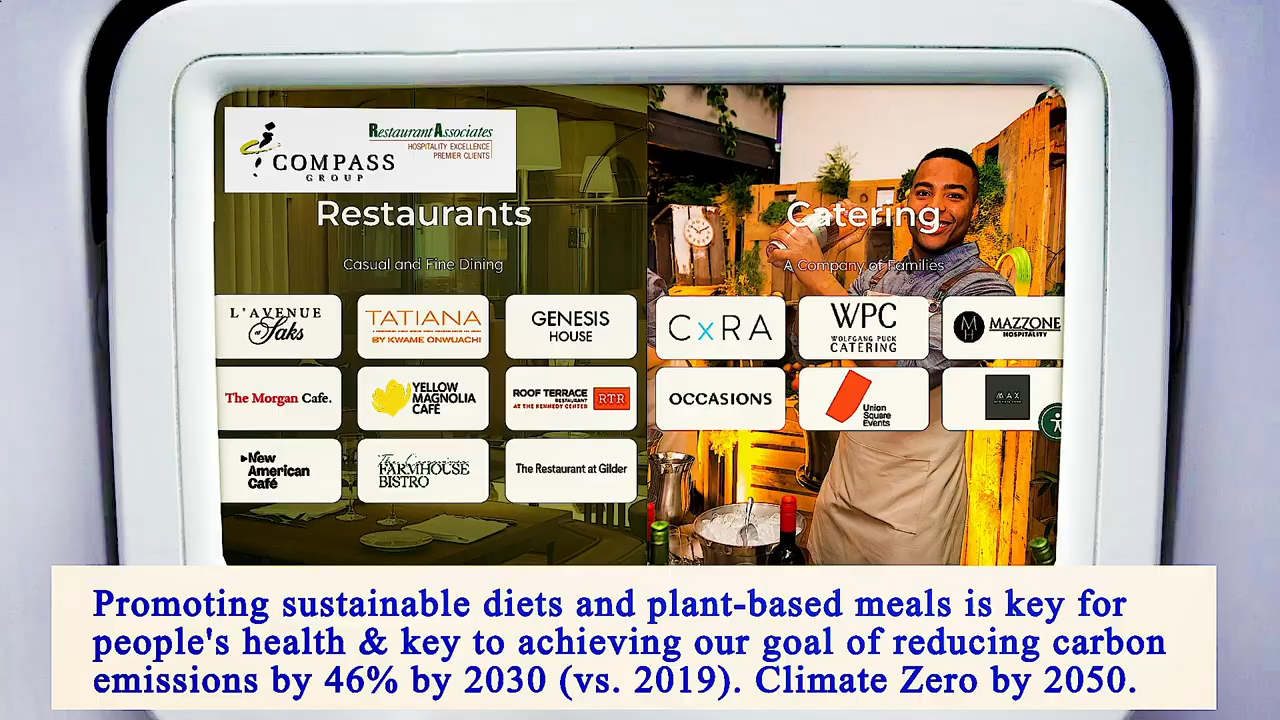 COMPASS
GROUP
Restaurant Associates
HOSPITALITY EXCELLENCE
PREMIER CLIENTS
Restaurants
Casual and Fine Dining
L'AVENUE
Saks
TATIANA
BY KWAME ONWUACHI
GENESIS
HOUSE
The Morgan Cafe.
YELLOW
MAGNOLIA
CAFÉ
ROOF TERRACE
RESTAURANT
AT THE KENNEDY CENTER
RTR
New
American
Café
FARMHOUSE
BISTRO
The Restaurant at Gilder
Catering
A Company of Families
CxRA
WPC
WOLFGANG PUCK
CATERING
MH
MAZZONE
HOSPITALITY
OCCASIONS
Union
Square
Events
MAX
Promoting sustainable diets and plant-based meals is key for
people's health & key to achieving our goal of reducing carbon
emissions by 46% by 2030 (vs. 2019). Climate Zero by 2050.